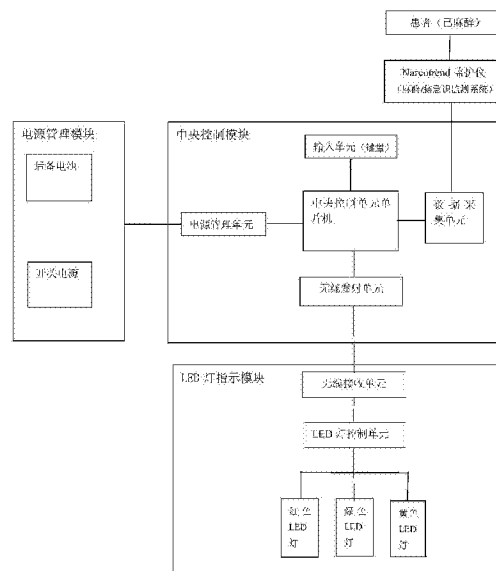 患者（已麻醉）
Narcotrend 监护仪
（麻醉/脑意识监测系统）
电源管理模块
后备电池
开关电源
中央控制模块
输入单元（键盘）
电源管理单元
中央控制单元单
片机
数据采
集单元
无线发射单元
LED 灯指示模块
无线接收单元
LED 灯控制单元
红色
LED
灯
绿色
LED
灯
黄色
LED
灯